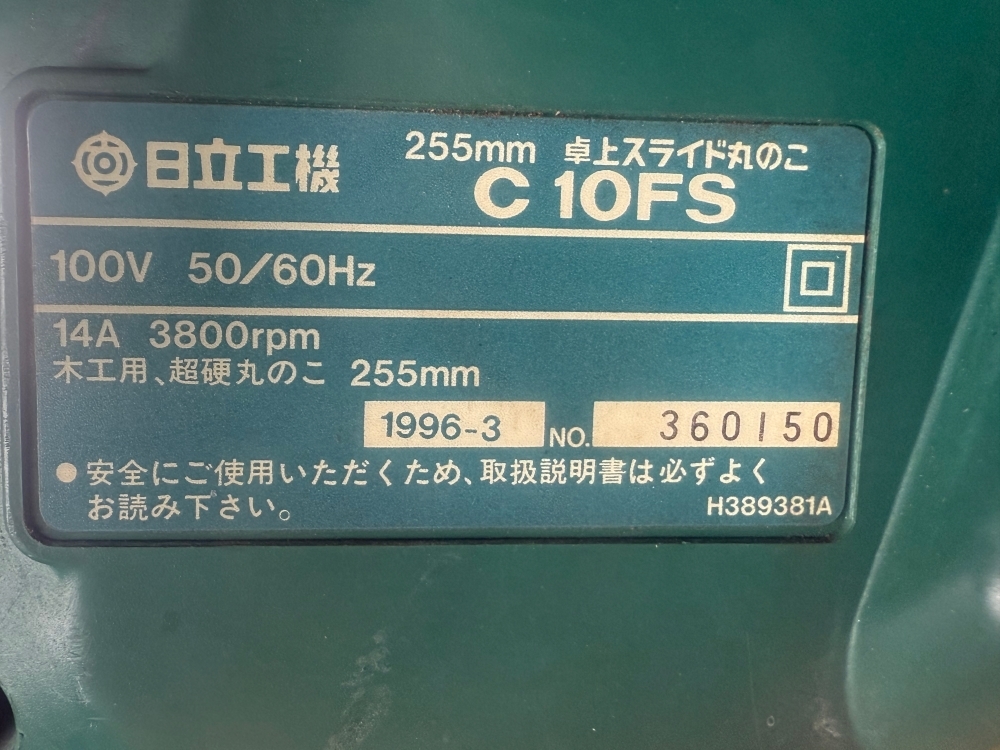 日立工機
255mm 卓上スライド丸のこ
C 10FS
100V 50/60Hz
14A 3800rpm
木工用、超硬丸のこ 255mm
1996-3 NO. 360150
● 安全にご使用いただくため、取扱説明書は必ずよく
お読み下さい。
H389381A